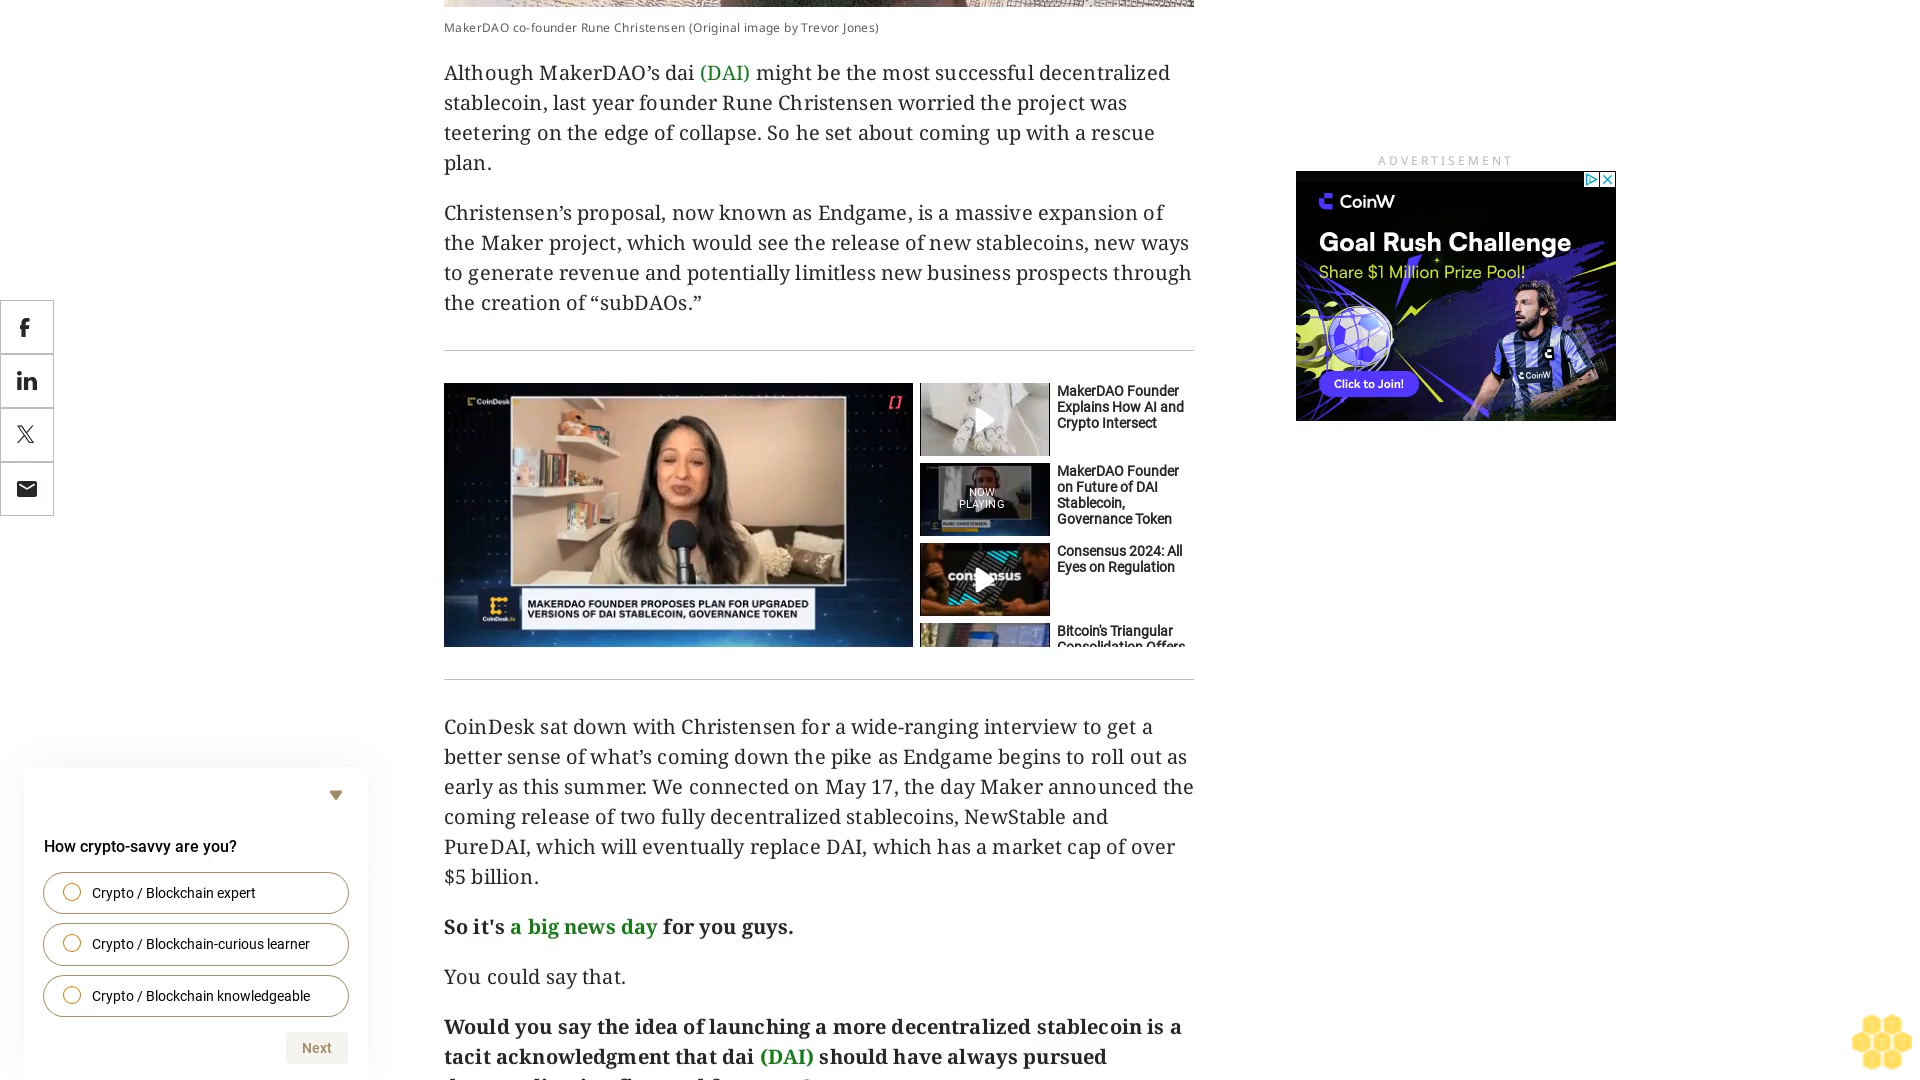 MakerDAO co-founder Rune Christensen (Original image by Trevor Jones)
Although MakerDAO’s dai (DAI) might be the most successful decentralized
stablecoin, last year founder Rune Christensen worried the project was
teetering on the edge of collapse. So he set about coming up with a rescue
plan.
Christensen’s proposal, now known as Endgame, is a massive expansion of
the Maker project, which would see the release of new stablecoins, new ways
to generate revenue and potentially limitless new business prospects through
the creation of “subDAOs.”
CoinDesk
MAKERDAO FOUNDER PROPOSES PLAN FOR UPGRADED
VERSIONS OF DAI STABLECOIN, GOVERNANCE TOKEN
CoinDesk.tv
MakerDAO Founder
Explains How AI and
Crypto Intersect
NOW
PLAYING
RUNE CHRISTENSEN
MakerDAO Founder
on Future of DAI
Stablecoin,
Governance Token
consensus
Consensus 2024: All
Eyes on Regulation
Bitcoin's Triangular
Consolidation Offers
CoinDesk sat down with Christensen for a wide-ranging interview to get a
better sense of what’s coming down the pike as Endgame begins to roll out as
early as this summer. We connected on May 17, the day Maker announced the
coming release of two fully decentralized stablecoins, NewStable and
PureDAI, which will eventually replace DAI, which has a market cap of over
$5 billion.
So it's a big news day for you guys.
You could say that.
Would you say the idea of launching a more decentralized stablecoin is a
tacit acknowledgment that dai (DAI) should have always pursued
ADVERTISEMENT
CoinW
Goal Rush Challenge
Share $1 Million Prize Pool!
Click to Join!
CoinW
How crypto-savvy are you?
Crypto / Blockchain expert
Crypto / Blockchain-curious learner
Crypto / Blockchain knowledgeable
Next